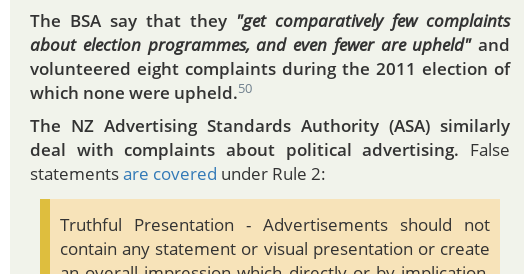 The BSA say that they "get comparatively few complaints
about election programmes, and even fewer are upheld" and
volunteered eight complaints during the 2011 election of
which none were upheld.50
The NZ Advertising Standards Authority (ASA) similarly
deal with complaints about political advertising. False
statements are covered under Rule 2:
Truthful Presentation - Advertisements should not
contain any statement or visual presentation or create
an overall impression which directly or by implication,